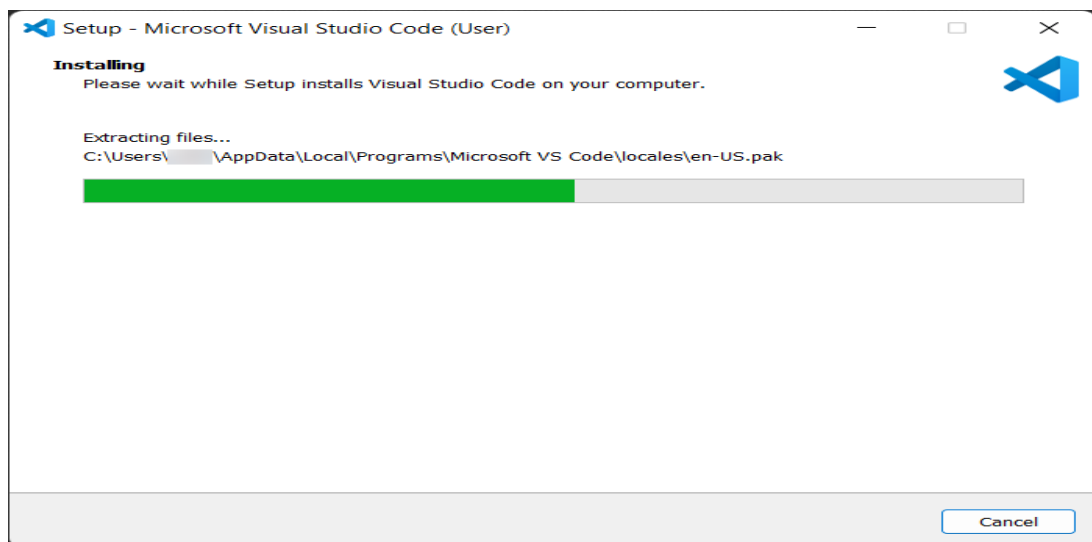 Setup - Microsoft Visual Studio Code (User)
Installing
Please wait while Setup installs Visual Studio Code on your computer.
Extracting files...
C:\Users\ \AppData\Local\Programs\Microsoft VS Code\locales\en-US.pak
Cancel